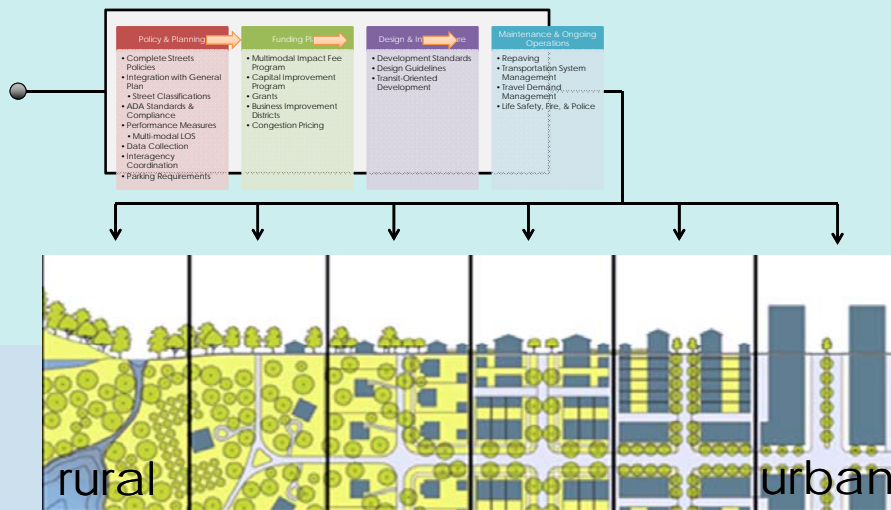 Policy & Planning
• Complete Streets
Policies
• Integration with General
Plan
• Street Classifications
• ADA Standards &
Compliance
• Performance Measures
• Multi-modal LOS
• Data Collection
• Interagency
Coordination
• Parking Requirements
Funding
• Multimodal Impact Fee
Program
• Capital Improvement
Program
• Grants
• Business Improvement
Districts
• Congestion Pricing
Design &
• Development Standards
• Design Guidelines
• Transit-Oriented
Development
Maintenance & Ongoing
Operations
• Repaving
• Transportation System
Management
• Travel Demand
Management
• Life Safety, Fire, & Police
rural
urban